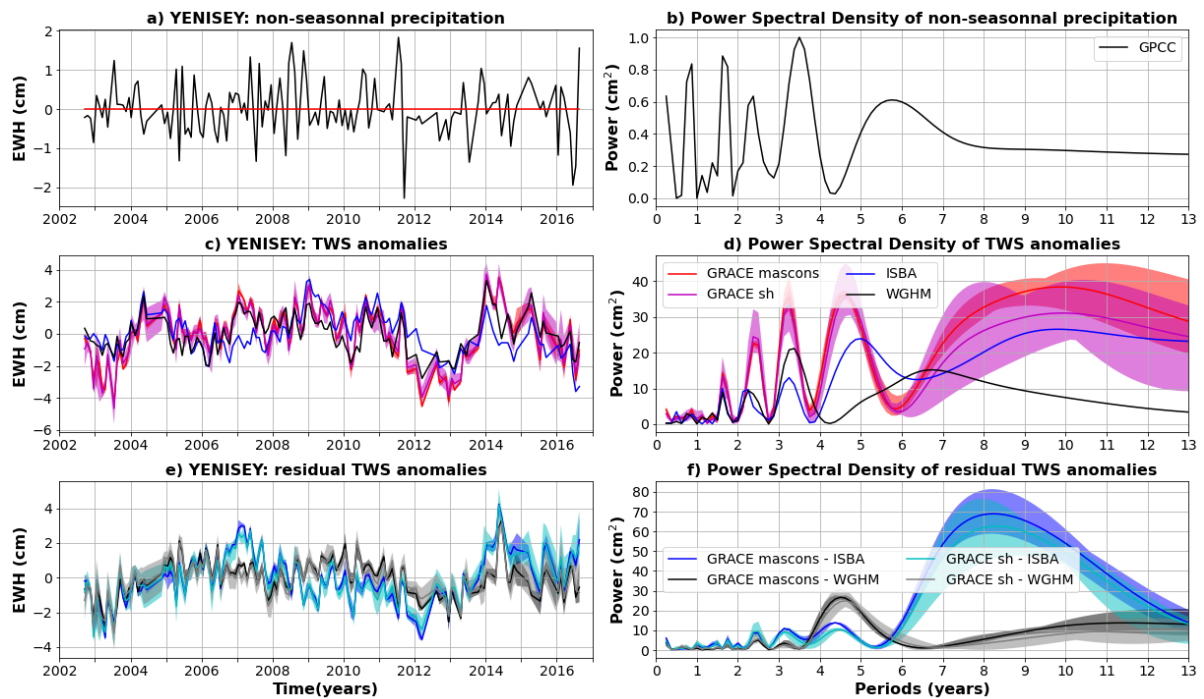 a) YENISEY: non-seasonnal precipitation
EWH (cm)
2
1
0
−1
−2
2002 2004 2006 2008 2010 2012 2014 2016
b) Power Spectral Density of non-seasonnal precipitation
Power (cm²)
1.0
0.8
0.6
0.4
0.2
0.0
GPCC
0 1 2 3 4 5 6 7 8 9 10 11 12 13
c) YENISEY: TWS anomalies
EWH (cm)
4
2
0
−2
−4
−6
2002 2004 2006 2008 2010 2012 2014 2016
d) Power Spectral Density of TWS anomalies
Power (cm²)
40
30
20
10
0
GRACE mascons ISBA
GRACE sh WGHM
0 1 2 3 4 5 6 7 8 9 10 11 12 13
e) YENISEY: residual TWS anomalies
EWH (cm)
4
2
0
−2
−4
2002 2004 2006 2008 2010 2012 2014 2016
Time(years)
f) Power Spectral Density of residual TWS anomalies
Power (cm²)
80
70
60
50
40
30
20
10
0
GRACE mascons - ISBA GRACE sh - ISBA
GRACE mascons - WGHM GRACE sh - WGHM
0 1 2 3 4 5 6 7 8 9 10 11 12 13
Periods (years)